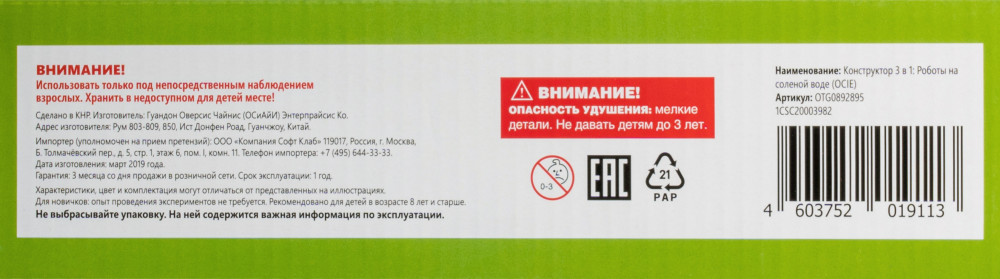 ВНИМАНИЕ!
Использовать только под непосредственным наблюдением
взрослых. Хранить в недоступном для детей месте!
Сделано в КНР. Изготовитель: Гуандон Оверсис Чайнис (ОСиАйИ) Энтерпрайсис Ко.
Адрес изготовителя: Рум 803-809, 850, Ист Донфен Роад, Гуанчжоу, Китай.
Импортер (уполномочен на прием претензий): ООО «Компания Софт Клаб» 119017, Россия, г. Москва,
Б. Толмачёвский пер., д. 5, стр. 1, этаж 6, пом. I, комн. 11. Телефон импортера: +7 (495) 644-33-33.
Дата изготовления: март 2019 года.
Гарантия: 3 месяца со дня продажи в розничной сети. Срок эксплуатации: 1 год.
Характеристики, цвет и комплектация могут отличаться от представленных на иллюстрациях.
Для новичков: опыт проведения экспериментов не требуется. Рекомендовано для детей в возрасте 8 лет и старше.
Не выбрасывайте упаковку. На ней содержится важная информация по эксплуатации.
ВНИМАНИЕ!
ОПАСНОСТЬ УДУШЕНИЯ: мелкие
детали. Не давать детям до 3 лет.
0-3
EAC
21
PAP
Наименование: Конструктор 3 в 1: Роботы на
соленой воде (OCIE)
Артикул: OTG0892895
1CSC20003982
4 603752 019113